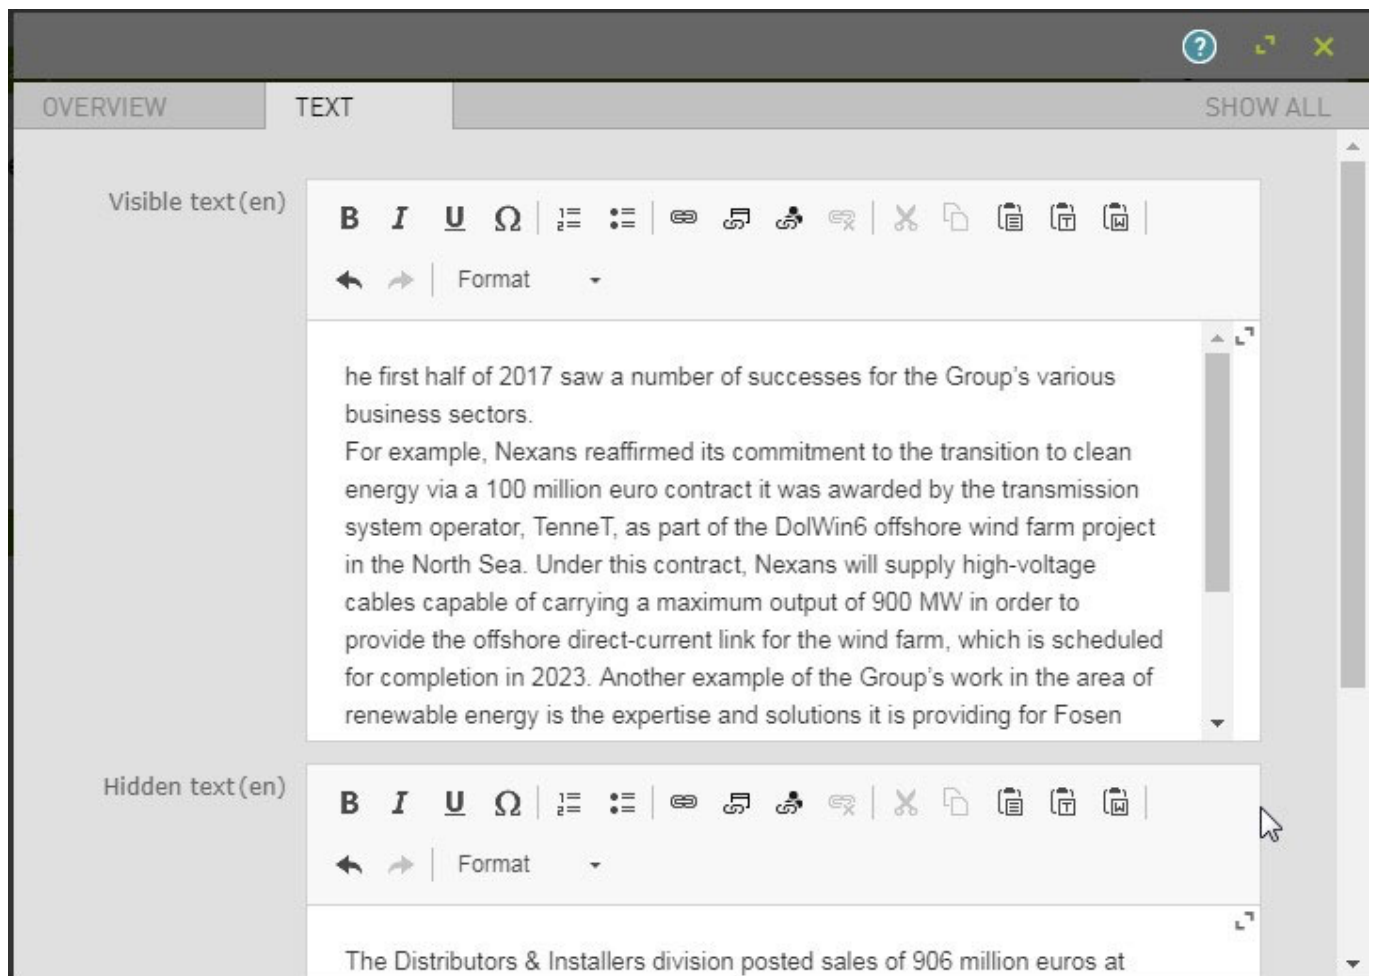 OVERVIEW
TEXT
SHOW ALL
Visible text(en)
B I U Ω
Format
he first half of 2017 saw a number of successes for the Group's various
business sectors.
For example, Nexans reaffirmed its commitment to the transition to clean
energy via a 100 million euro contract it was awarded by the transmission
system operator, TenneT, as part of the DolWin6 offshore wind farm project
in the North Sea. Under this contract, Nexans will supply high-voltage
cables capable of carrying a maximum output of 900 MW in order to
provide the offshore direct-current link for the wind farm, which is scheduled
for completion in 2023. Another example of the Group's work in the area of
renewable energy is the expertise and solutions it is providing for Fosen
Hidden text(en)
B I U Ω
Format
The Distributors & Installers division posted sales of 906 million euros at